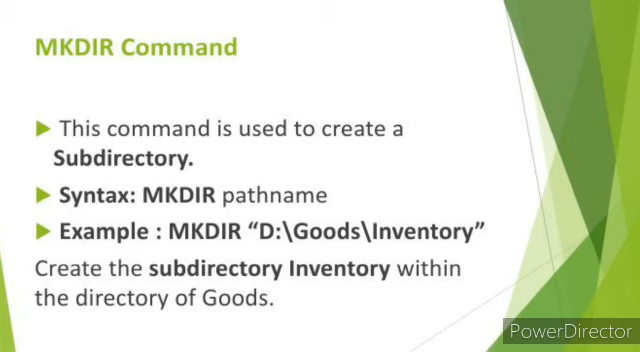 MKDIR Command
This command is used to create a
Subdirectory.
Syntax: MKDIR pathname
Example : MKDIR “D:\Goods\Inventory”
Create the subdirectory Inventory within
the directory of Goods.
PowerDirector